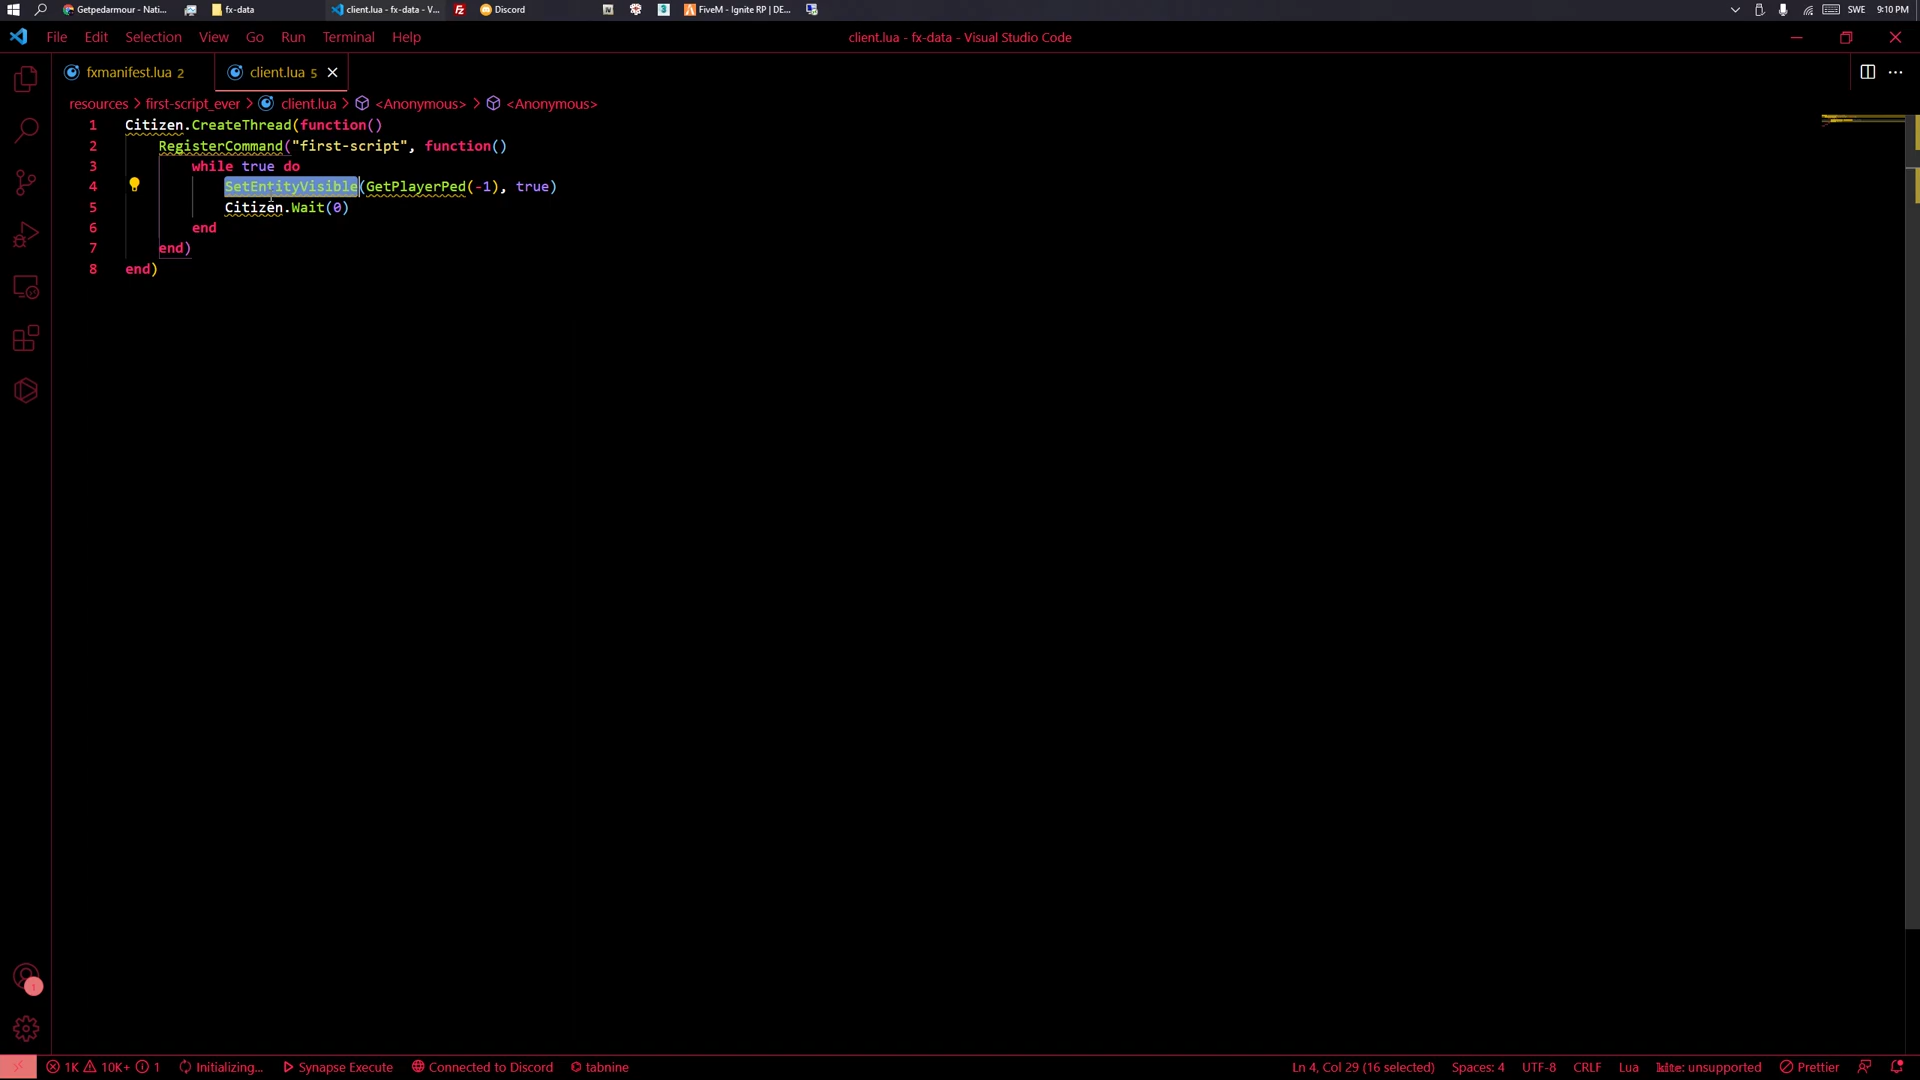 Getpedarmour - Nati...
fx-data
client.lua - fx-data - V...
Discord
FiveM - Ignite RP | DE...
SWE
9:10 PM
File Edit Selection View Go Run Terminal Help
client.lua - fx-data - Visual Studio Code
fxmanifest.lua 2
client.lua 5
resources > first-script_ever > client.lua > <Anonymous> > <Anonymous>
1 Citizen.CreateThread(function()
2 RegisterCommand("first-script", function()
3 while true do
4 SetEntityVisible(GetPlayerPed(-1), true)
5 Citizen.Wait(0)
6 end
7 end)
8 end)
1
1K 10K+ 1 Initializing... Synapse Execute Connected to Discord tabnine
Ln 4, Col 29 (16 selected) Spaces: 4 UTF-8 CRLF Lua kite: unsupported Prettier